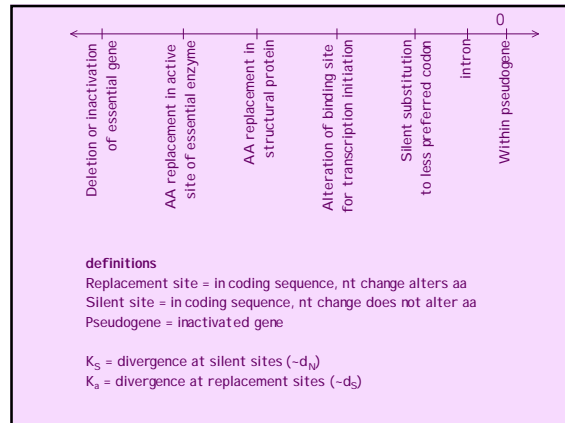 0
Deletion or inactivation
of essential gene
AA replacement in active
site of essential enzyme
AA replacement in
structural protein
Alteration of binding site
for transcription initiation
Silent substitution
to less preferred codon
intron
Within pseudogene
definitions
Replacement site = in coding sequence, nt change alters aa
Silent site = in coding sequence, nt change does not alter aa
Pseudogene = inactivated gene
KS = divergence at silent sites (~dN)
Ka = divergence at replacement sites (~dS)